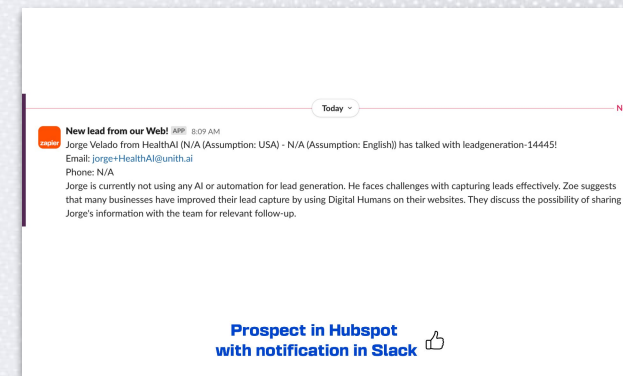 Today
N
zapier
New lead from our Web! APP 8:09 AM
Jorge Velado from HealthAI (N/A (Assumption: USA) - N/A (Assumption: English)) has talked with leadgeneration-14445!
Email: jorge+HealthAI@unith.ai
Phone: N/A
Jorge is currently not using any AI or automation for lead generation. He faces challenges with capturing leads effectively. Zoe suggests
that many businesses have improved their lead capture by using Digital Humans on their websites. They discuss the possibility of sharing
Jorge's information with the team for relevant follow-up.
Prospect in Hubspot
with notification in Slack